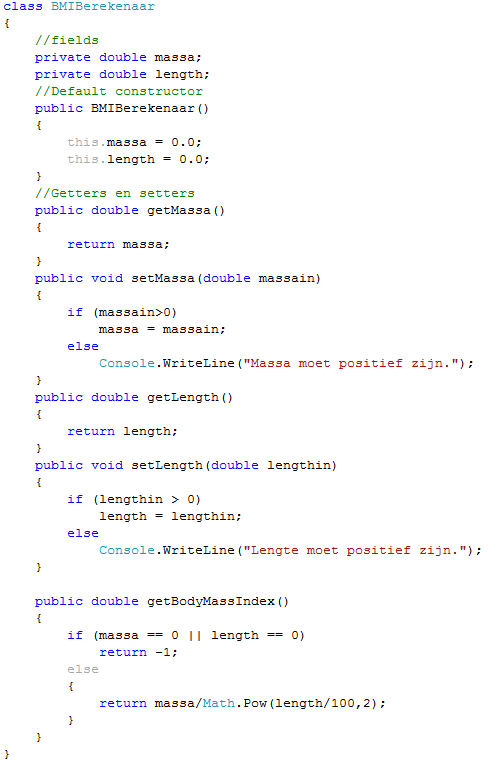 class BMIBerekenaar
{
    //fields
    private double massa;
    private double length;
    //Default constructor
    public BMIBerekenaar()
    {
        this.massa = 0.0;
        this.length = 0.0;
    }
    //Getters en setters
    public double getMassa()
    {
        return massa;
    }
    public void setMassa(double massain)
    {
        if (massain>0)
            massa = massain;
        else
            Console.WriteLine("Massa moet positief zijn.");
    }
    public double getLength()
    {
        return length;
    }
    public void setLength(double lengthin)
    {
        if (lengthin > 0)
            length = lengthin;
        else
            Console.WriteLine("Lengte moet positief zijn.");
    }

    public double getBodyMassIndex()
    {
        if (massa == 0 || length == 0)
            return -1;
        else
        {
            return massa/Math.Pow(length/100,2);
        }
    }
}